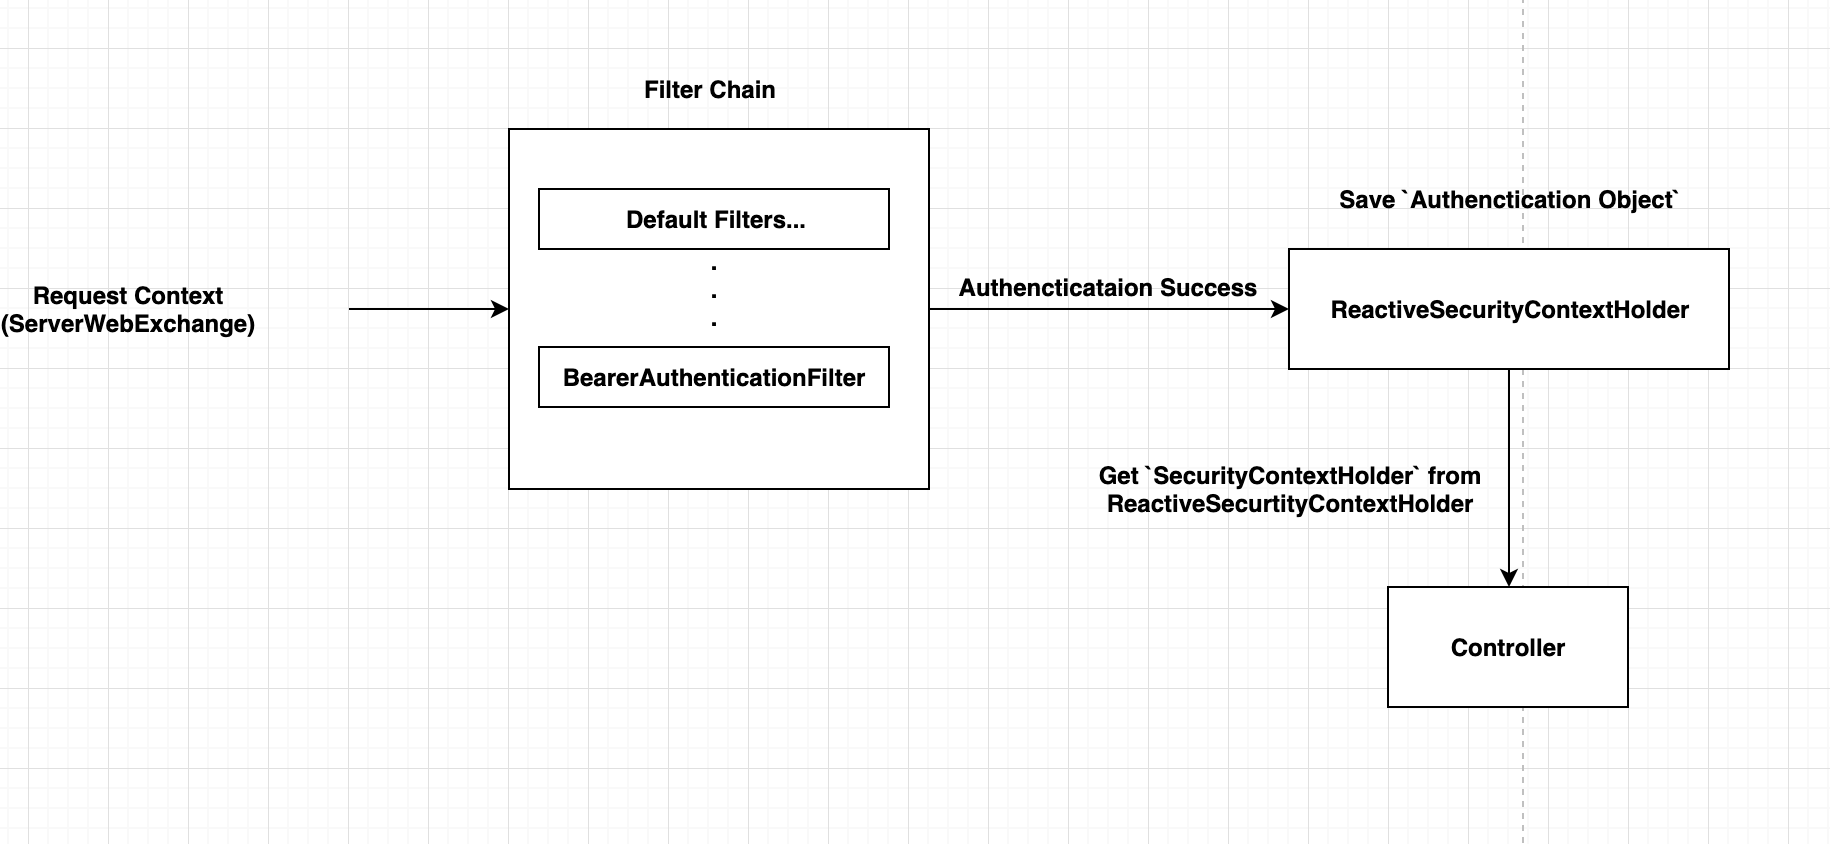 Filter Chain
Default Filters...
.
.
.
BearerAuthenticationFilter
Request Context
(ServerWebExchange)
Authencticataion Success
Save `Authenctication Object`
ReactiveSecurityContextHolder
Get `SecurityContextHolder` from
ReactiveSecurtityContextHolder
Controller